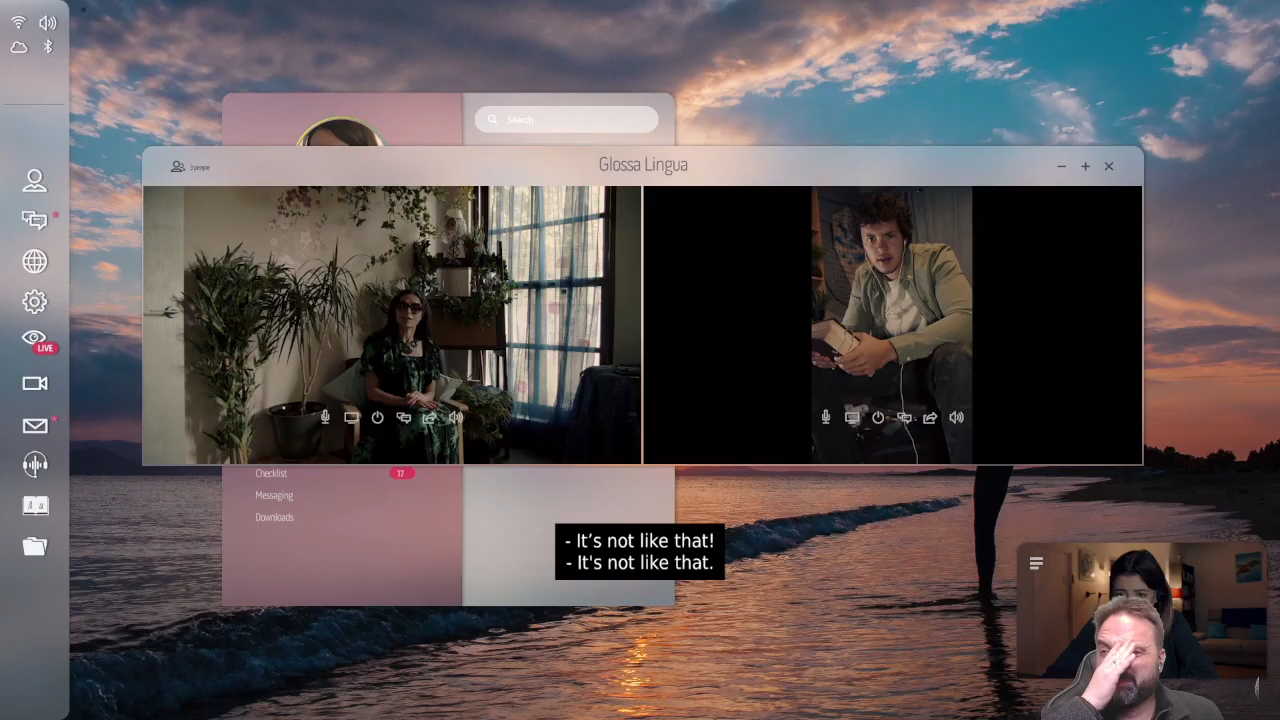 Search
3 people
Glossa Lingua
LIVE
Checklist
17
Messaging
Downloads
A a
- It’s not like that!
- It's not like that.